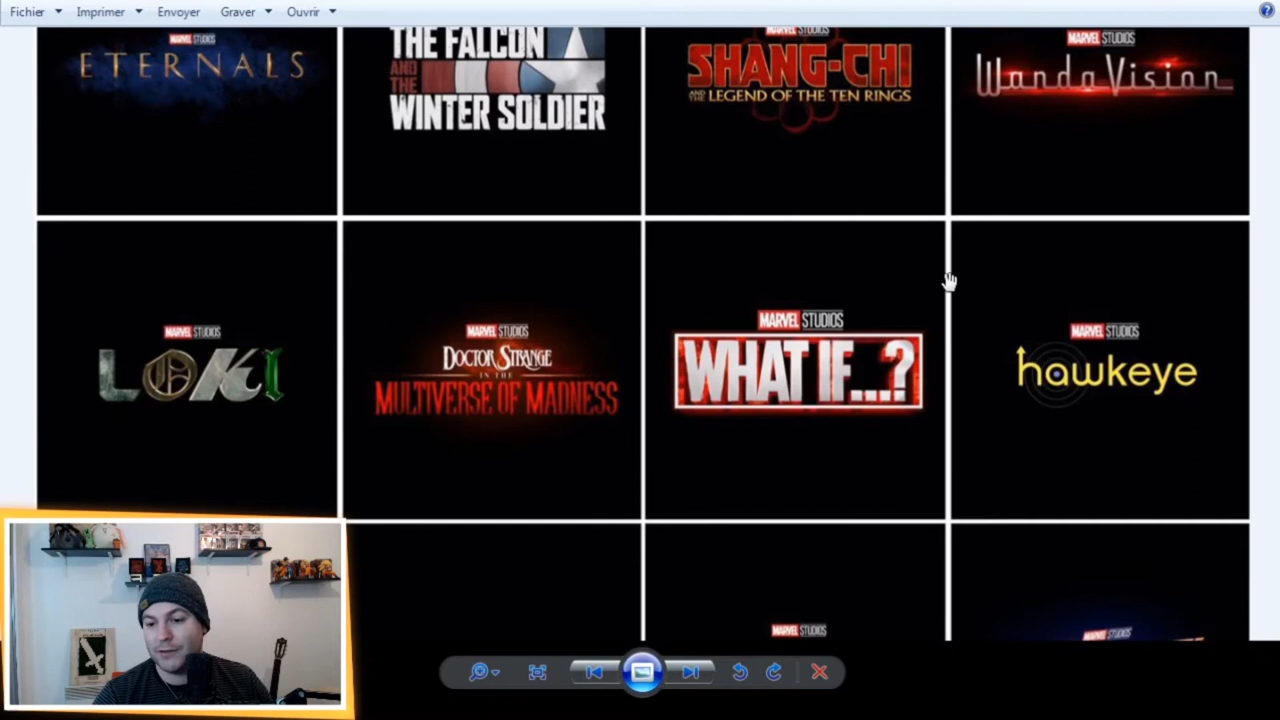 Fichier Imprimer Envoyer Graver Ouvrir
MARVEL STUDIOS
ETERNALS
THE FALCON
AND THE
WINTER SOLDIER
MARVEL STUDIOS
SHANG-CHI
AND THE LEGEND OF THE TEN RINGS
MARVEL STUDIOS
WandaVision
MARVEL STUDIOS
LOKI
MARVEL STUDIOS
DOCTOR STRANGE
IN THE
MULTIVERSE OF MADNESS
MARVEL STUDIOS
WHAT IF...?
MARVEL STUDIOS
hawkeye
MARVEL STUDIOS
MARVEL STUDIOS